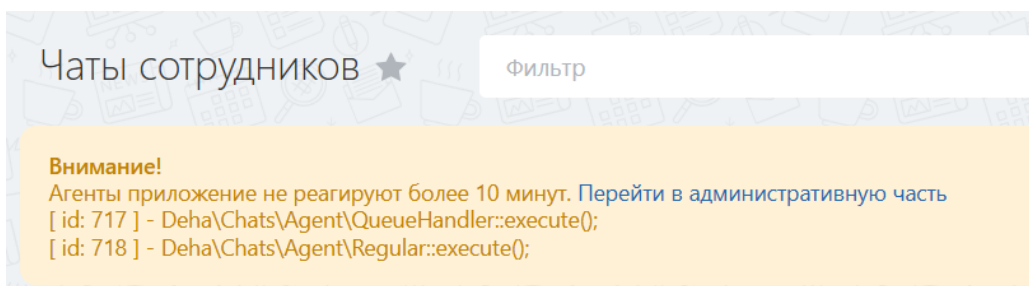 Чаты сотрудников
Фильтр
Внимание!
Агенты приложение не реагируют более 10 минут. Перейти в административную часть
[ id: 717 ] - Deha\Chats\Agent\QueueHandler::execute();
[ id: 718 ] - Deha\Chats\Agent\Regular::execute();